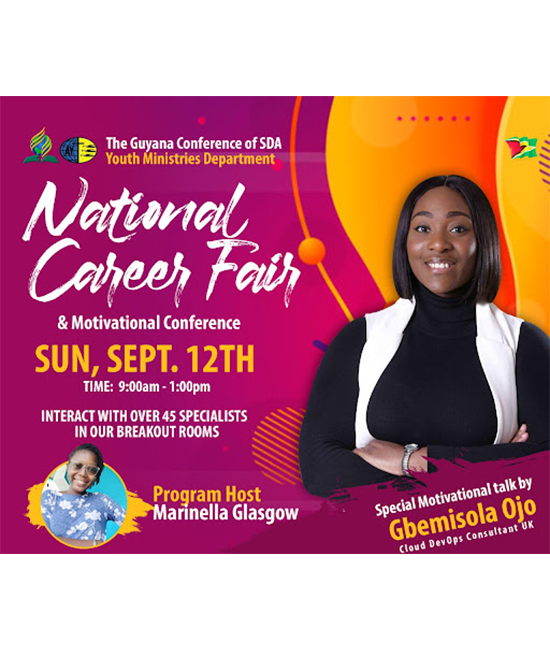 The Guyana Conference of SDA
Youth Ministries Department
National
Career Fair
& Motivational Conference
SUN, SEPT. 12TH
TIME: 9:00am - 1:00pm
INTERACT WITH OVER 45 SPECIALISTS
IN OUR BREAKOUT ROOMS
Program Host
Marinella Glasgow
Special Motivational talk by
Gbemisola Ojo
Cloud DevOps Consultant UK